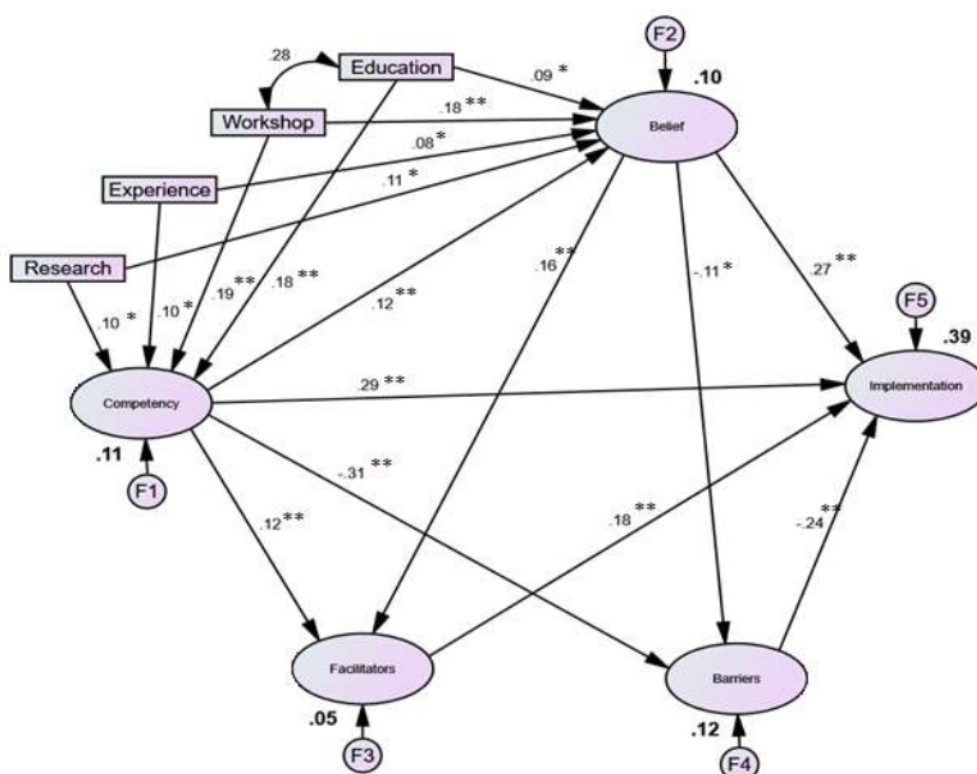 F2
.28
Education
.09 *
.10
Belief
Workshop
.18 **
.08 *
Experience
.11 *
Research
.10 *
.10 *
.19 **
.18 **
.12 **
.16 **
-.11 *
.27 **
F5
.39
Implementation
Competency
.29 **
.11
F1
-.31 **
.12 **
.18 **
-.24 **
Facilitators
Barriers
.05
.12
F3
F4